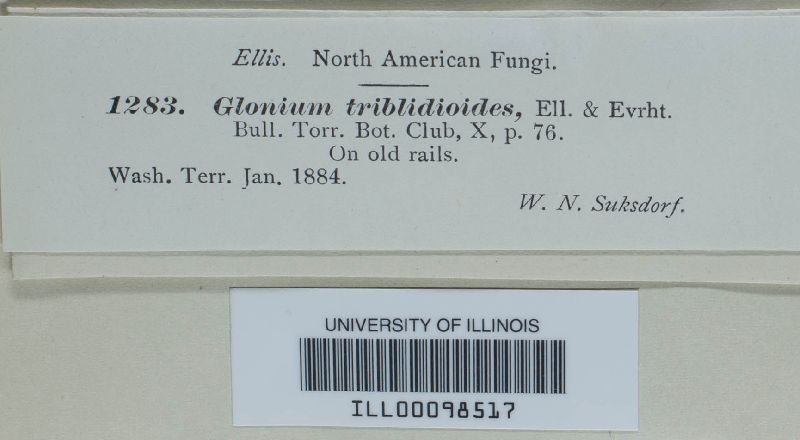 Ellis. North American Fungi.
1283. Glonium triblidioides, Ell. & Evrht.
Bull. Torr. Bot. Club, X, p. 76.
On old rails.
Wash. Terr. Jan. 1884.
W. N. Suksdorf.
UNIVERSITY OF ILLINOIS
ILL00098517